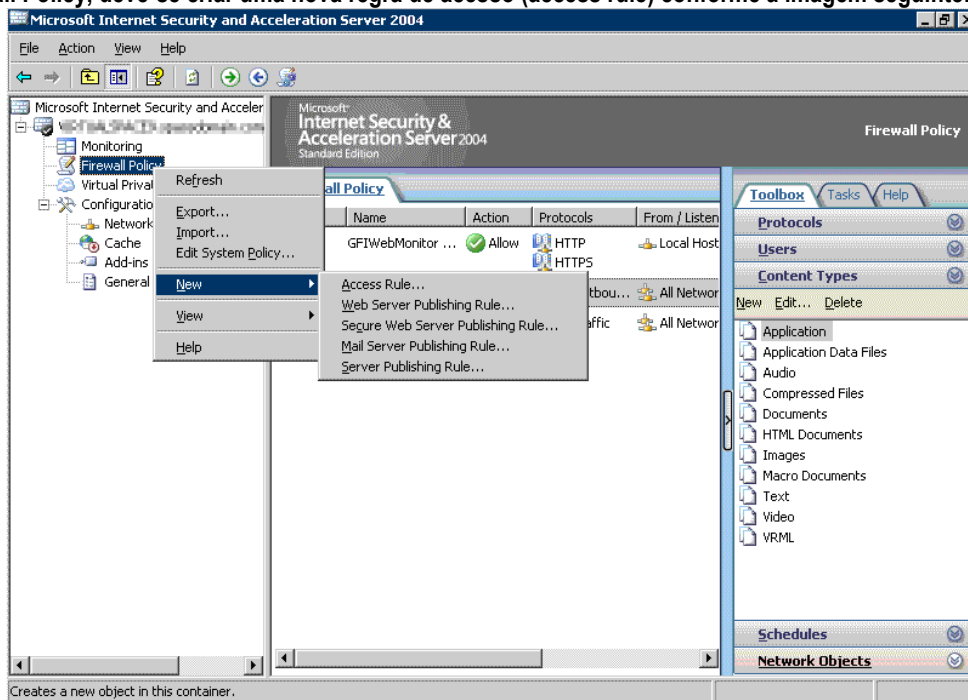 ll Policy, deve se criar uma nova regra de acesso (access rule) conforme a imagem seguinte:
Microsoft Internet Security and Acceleration Server 2004
File Action View Help
Microsoft Internet Security and Acceler
Monitoring
Firewall Policy
Virtual Privat
Configuratio
Network
Cache
Add-ins
General
Refresh
Export...
Import...
Edit System Policy...
New
View
Help
Access Rule...
Web Server Publishing Rule...
Secure Web Server Publishing Rule...
Mail Server Publishing Rule...
Server Publishing Rule...
Microsoft
Internet Security &
Acceleration Server 2004
Standard Edition
Firewall Policy
all Policy
Name Action Protocols From / Listen
GFIWebMonitor ... Allow HTTP Local Host
HTTPS
tbou... All Networ
affic All Networ
Toolbox Tasks Help
Protocols
Users
Content Types
New Edit... Delete
Application
Application Data Files
Audio
Compressed Files
Documents
HTML Documents
Images
Macro Documents
Text
Video
VRML
Schedules
Network Objects
Creates a new object in this container.